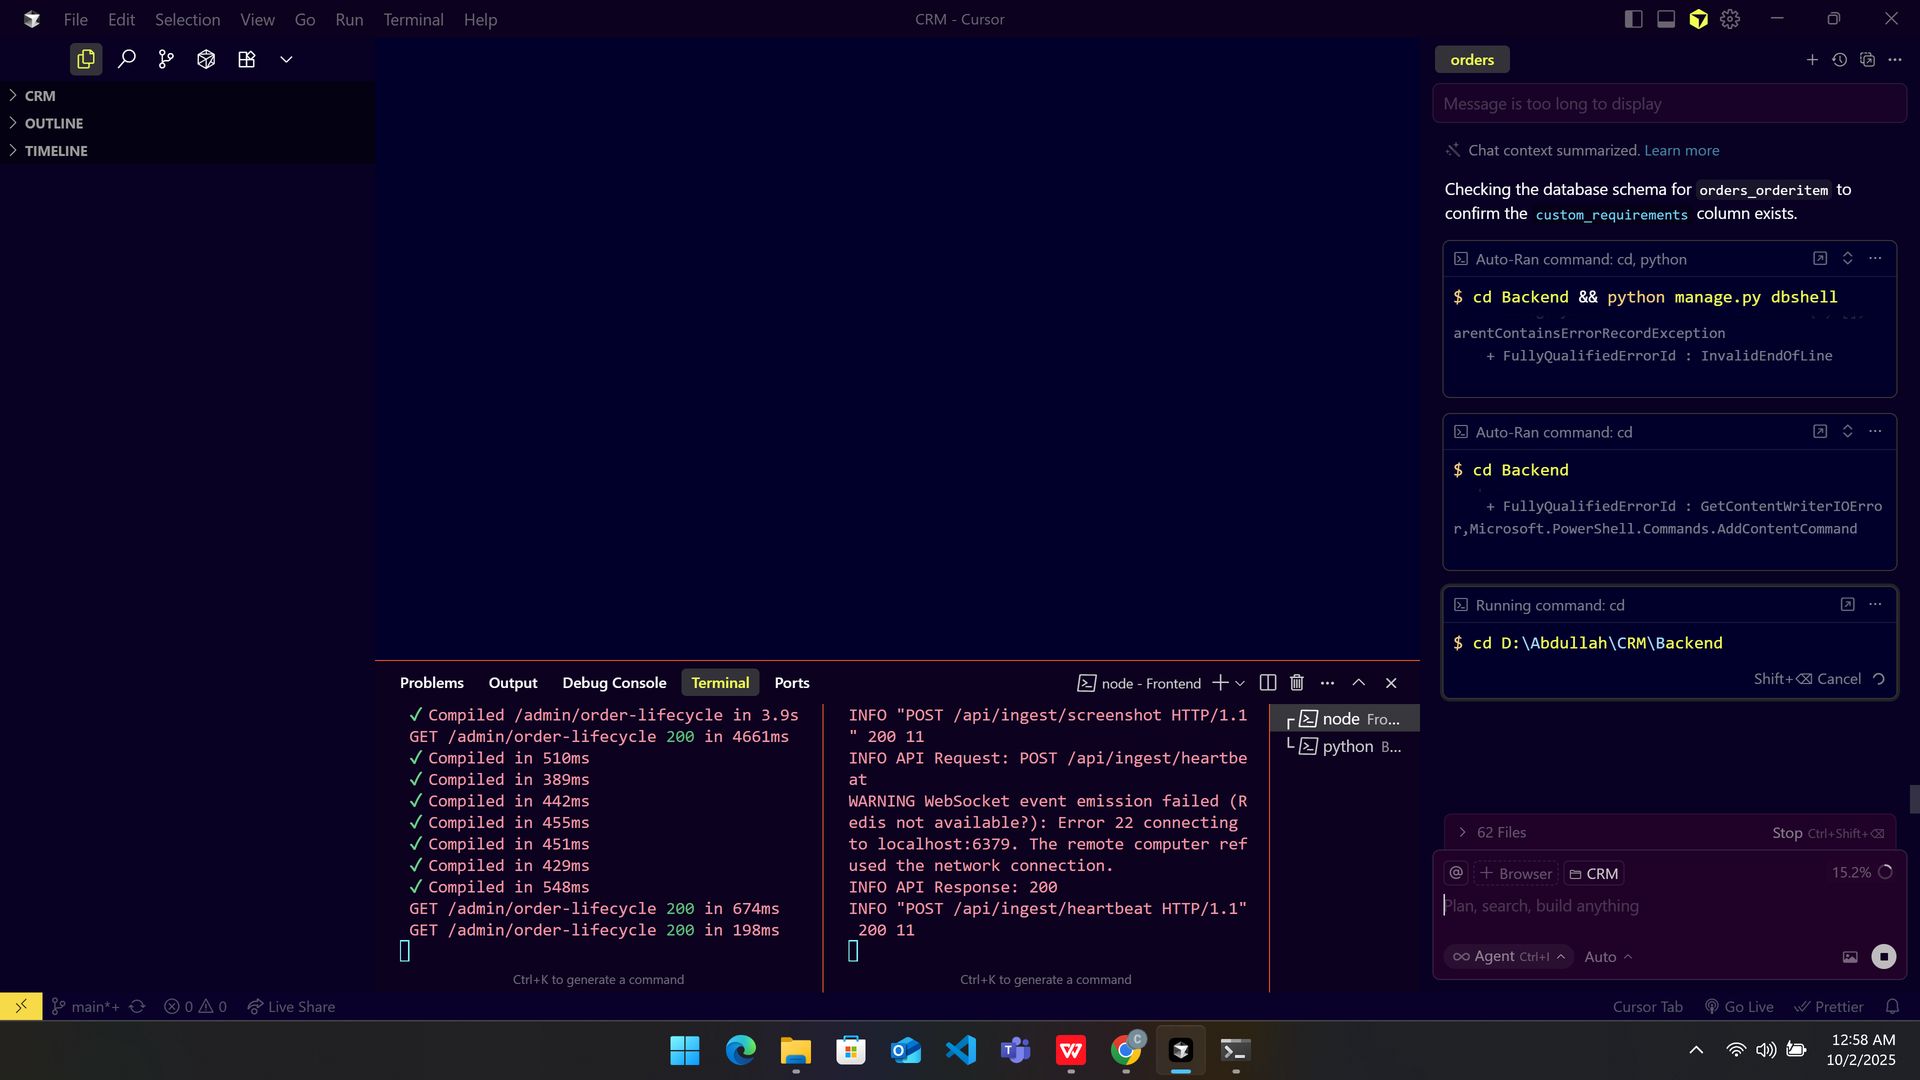 File Edit Selection View Go Run Terminal Help
CRM - Cursor
CRM
OUTLINE
TIMELINE
Problems Output Debug Console Terminal Ports
node - Frontend
✓ Compiled /admin/order-lifecycle in 3.9s
GET /admin/order-lifecycle 200 in 4661ms
✓ Compiled in 510ms
✓ Compiled in 389ms
✓ Compiled in 442ms
✓ Compiled in 455ms
✓ Compiled in 451ms
✓ Compiled in 429ms
✓ Compiled in 548ms
GET /admin/order-lifecycle 200 in 674ms
GET /admin/order-lifecycle 200 in 198ms
Ctrl+K to generate a command
INFO "POST /api/ingest/screenshot HTTP/1.1
" 200 11
INFO API Request: POST /api/ingest/heartbe
at
WARNING WebSocket event emission failed (R
edis not available?): Error 22 connecting
to localhost:6379. The remote computer ref
used the network connection.
INFO API Response: 200
INFO "POST /api/ingest/heartbeat HTTP/1.1"
200 11
Ctrl+K to generate a command
node Fro...
python B...
orders
Message is too long to display
Chat context summarized. Learn more
Checking the database schema for orders_orderitem to
confirm the custom_requirements column exists.
Auto-Ran command: cd, python
$ cd Backend && python manage.py dbshell
arentContainsErrorRecordException
+ FullyQualifiedErrorId : InvalidEndOfLine
Auto-Ran command: cd
$ cd Backend
+ FullyQualifiedErrorId : GetContentWriterIOErro
r,Microsoft.PowerShell.Commands.AddContentCommand
Running command: cd
$ cd D:\Abdullah\CRM\Backend
Shift+⌫ Cancel
62 Files
Stop Ctrl+Shift+⌫
@ + Browser CRM 15.2%
Plan, search, build anything
Agent Ctrl+I Auto
main*+ 0 0 Live Share
Cursor Tab Go Live Prettier
C
12:58 AM
10/2/2025